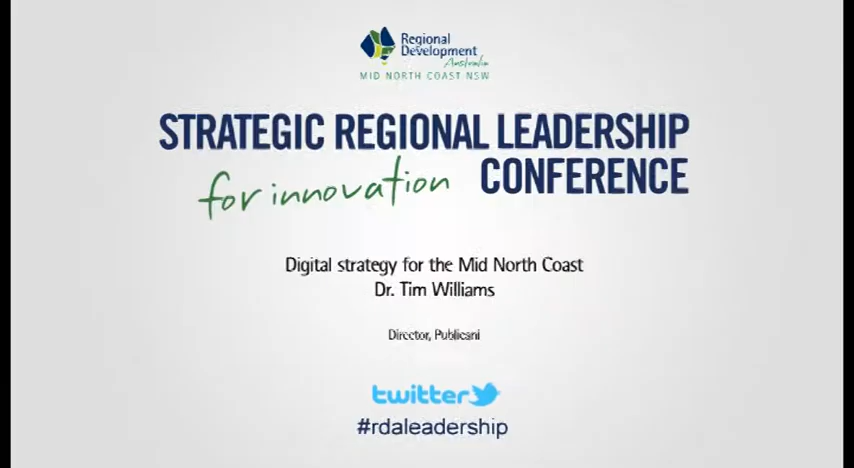 Regional
Development
Australia
MID NORTH COAST NSW
STRATEGIC REGIONAL LEADERSHIP
for innovation CONFERENCE
Digital strategy for the Mid North Coast
Dr. Tim Williams
Director, Publicani
twitter
#rdaleadership